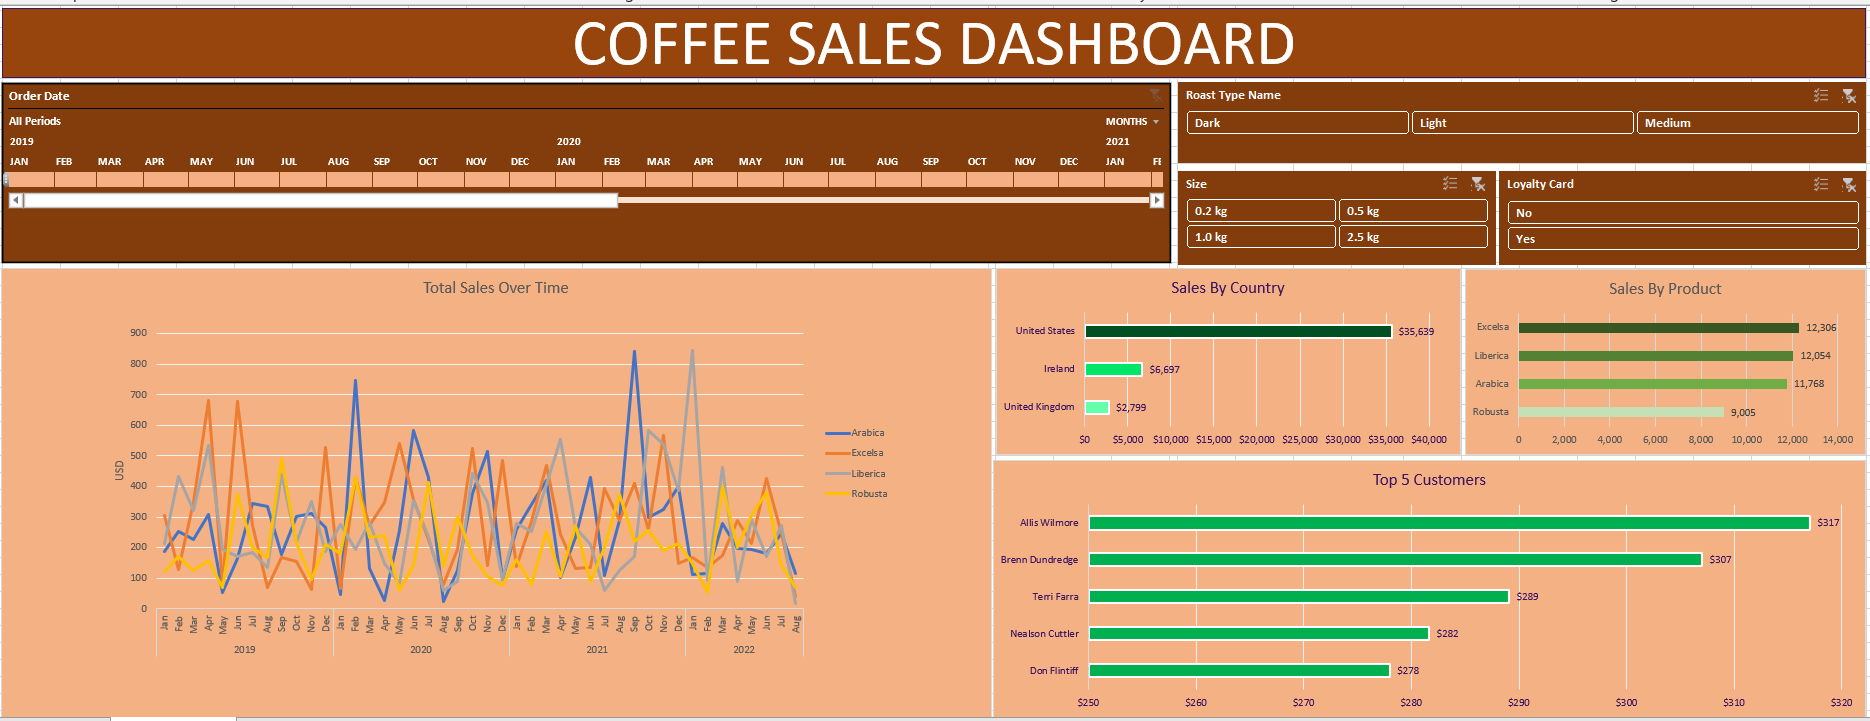 COFFEE SALES DASHBOARD
Order Date
All Periods
MONTHS
2019 2020 2021
JAN FEB MAR APR MAY JUN JUL AUG SEP OCT NOV DEC JAN FEB MAR APR MAY JUN JUL AUG SEP OCT NOV DEC JAN FE
Roast Type Name
Dark Light Medium
Size
0.2 kg 0.5 kg
1.0 kg 2.5 kg
Loyalty Card
No
Yes
Total Sales Over Time
900
800
700
600
500
400
300
200
100
0
USD
Jan Feb Mar Apr May Jun Jul Aug Sep Oct Nov Dec Jan Feb Mar Apr May Jun Jul Aug Sep Oct Nov Dec Jan Feb Mar Apr May Jun Jul Aug Sep Oct Nov Dec Jan Feb Mar Apr May Jun Jul Aug
2019 2020 2021 2022
Arabica
Excelsa
Liberica
Robusta
Sales By Country
United States $35,639
Ireland $6,697
United Kingdom $2,799
$0 $5,000 $10,000 $15,000 $20,000 $25,000 $30,000 $35,000 $40,000
Sales By Product
Excelsa 12,306
Liberica 12,054
Arabica 11,768
Robusta 9,005
0 2,000 4,000 6,000 8,000 10,000 12,000 14,000
Top 5 Customers
Allis Wilmore $317
Brenn Dundredge $307
Terri Farra $289
Nealson Cuttler $282
Don Flintiff $278
$250 $260 $270 $280 $290 $300 $310 $320